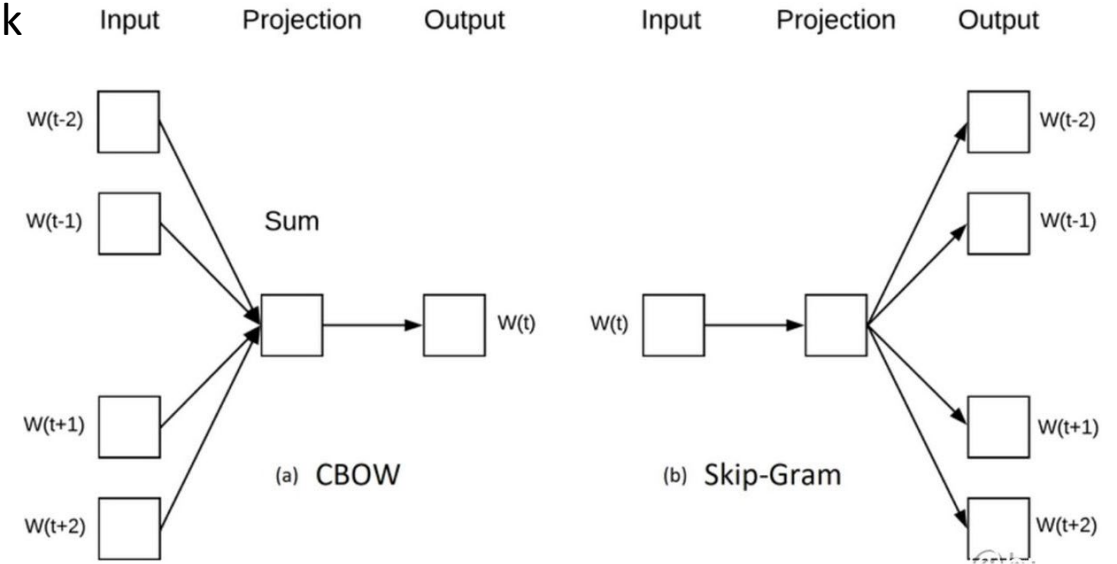 k
Input Projection Output
W(t-2)
W(t-1)
Sum
W(t)
W(t+1)
W(t+2)
(a) CBOW
Input Projection Output
W(t)
W(t-2)
W(t-1)
W(t+1)
W(t+2)
(b) Skip-Gram